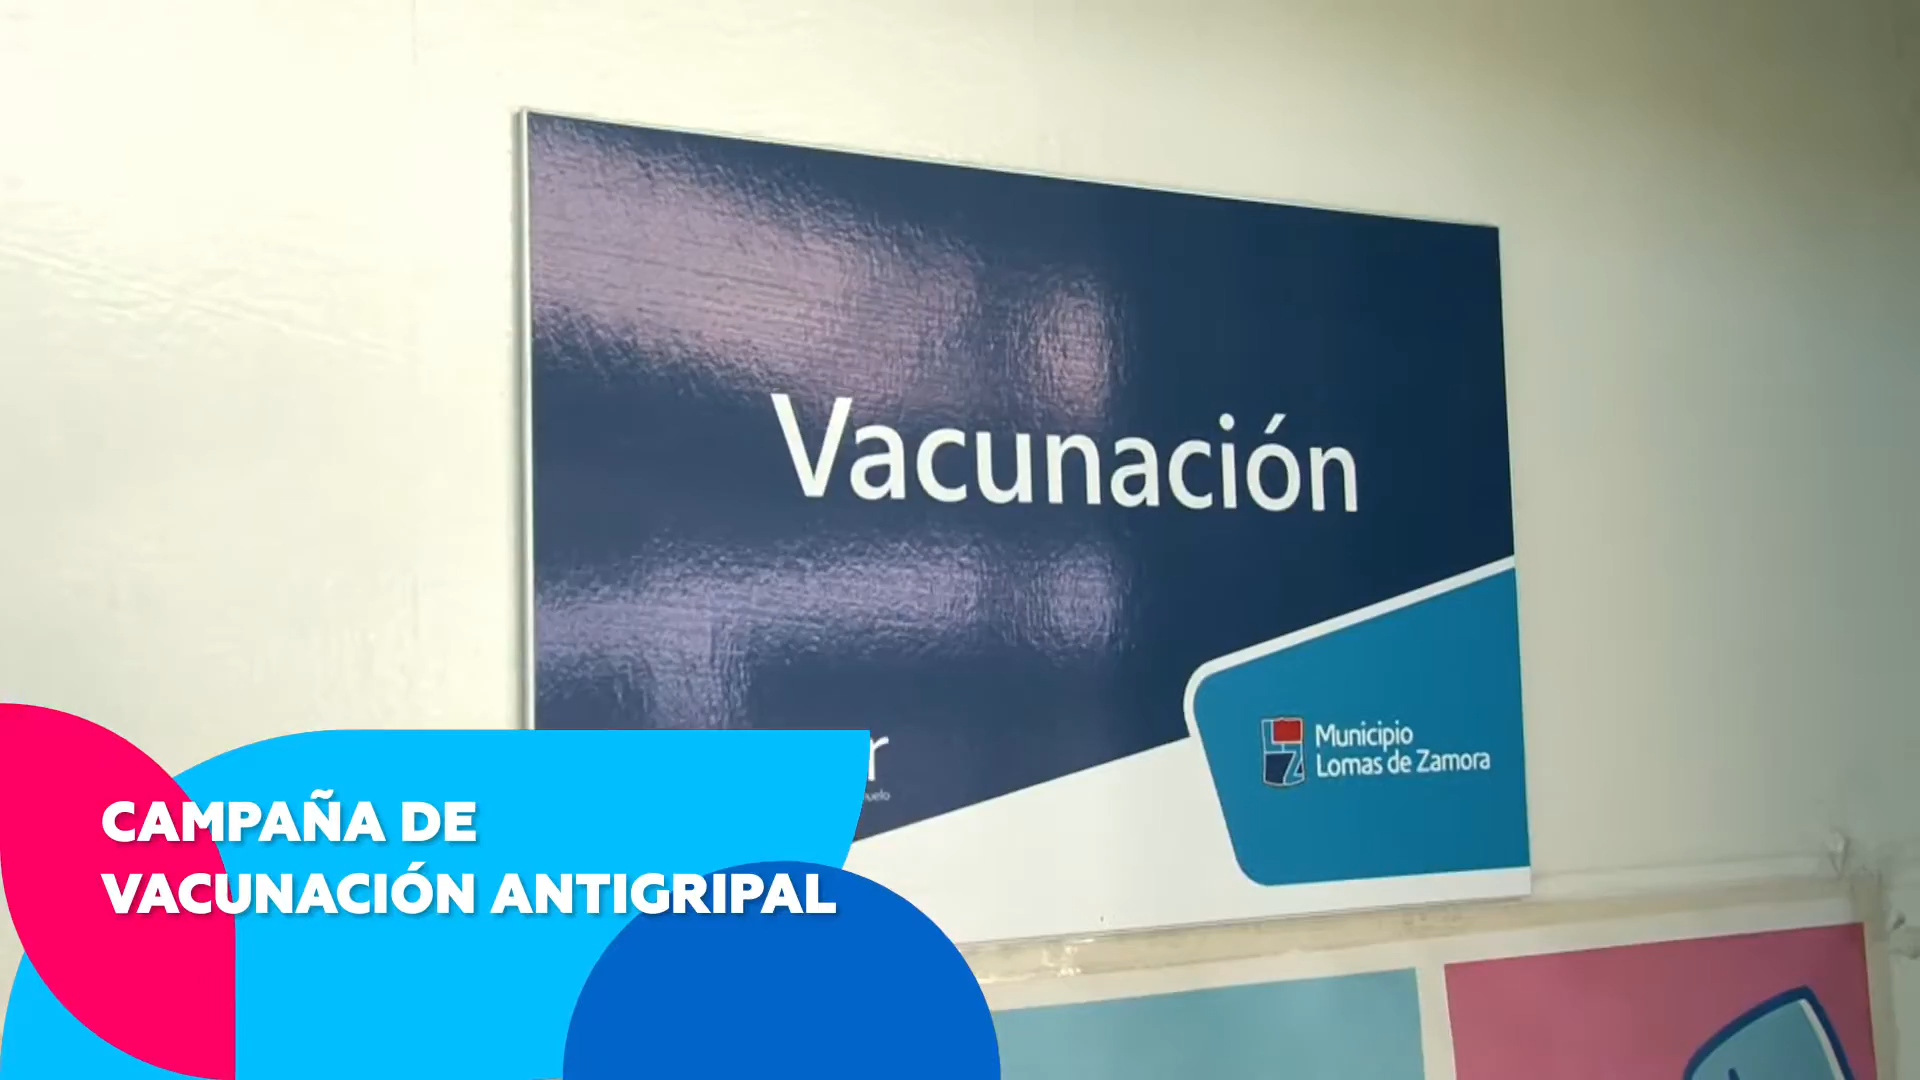 Vacunación
Municipio
Lomas de Zamora
CAMPAÑA DE
VACUNACIÓN ANTIGRIPAL